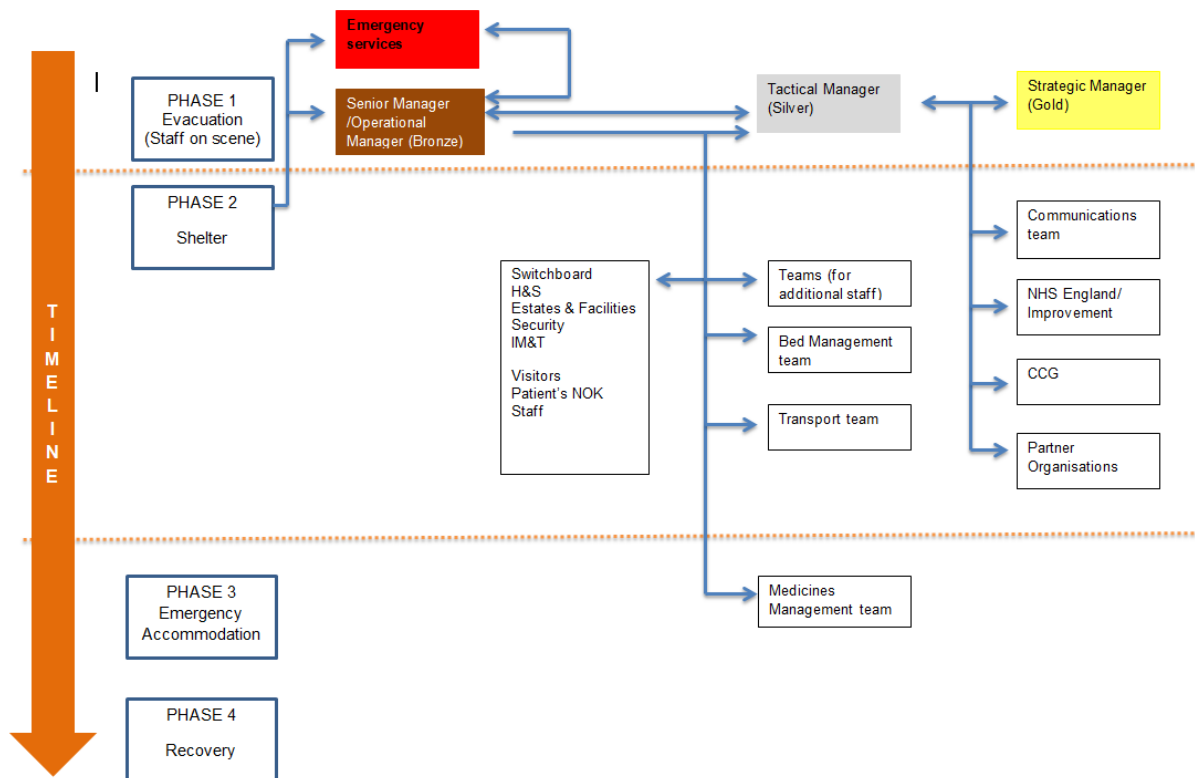 Emergency
services
PHASE 1
Evacuation
(Staff on scene)
Senior Manager
/Operational
Manager (Bronze)
Tactical Manager
(Silver)
Strategic Manager
(Gold)
PHASE 2
Shelter
Communications
team
Switchboard
H&S
Estates & Facilities
Security
IM&T
Visitors
Patient's NOK
Staff
Teams (for
additional staff)
NHS England/
Improvement
Bed Management
team
CCG
Transport team
Partner
Organisations
TIMELINE
PHASE 3
Emergency
Accommodation
Medicines
Management team
PHASE 4
Recovery